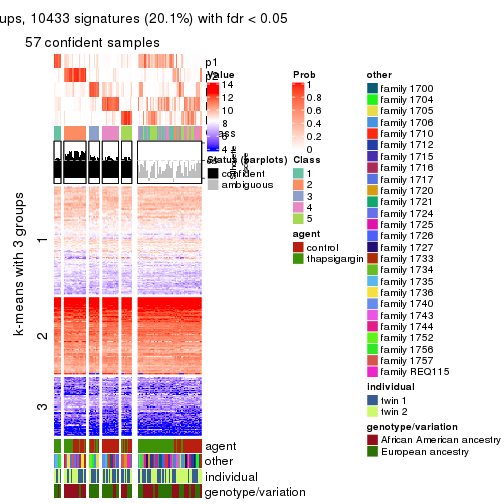 ups, 10433 signatures (20.1%) with fdr < 0.05
57 confident samples
p1
p2
Value
14
12
10
8
6
4
Prob
1
0.8
0.6
0.4
0.2
0
Status (barplots)
confident
ambiguous
Class
1
2
3
4
5
agent
control
thapsigargin
other
family 1700
family 1704
family 1705
family 1706
family 1710
family 1712
family 1715
family 1716
family 1717
family 1720
family 1721
family 1724
family 1725
family 1726
family 1727
family 1733
family 1734
family 1735
family 1736
family 1740
family 1743
family 1744
family 1752
family 1756
family 1757
family REQ115
individual
twin 1
twin 2
genotype/variation
African American ancestry
European ancestry
k-means with 3 groups
1
2
3
agent
other
individual
genotype/variation